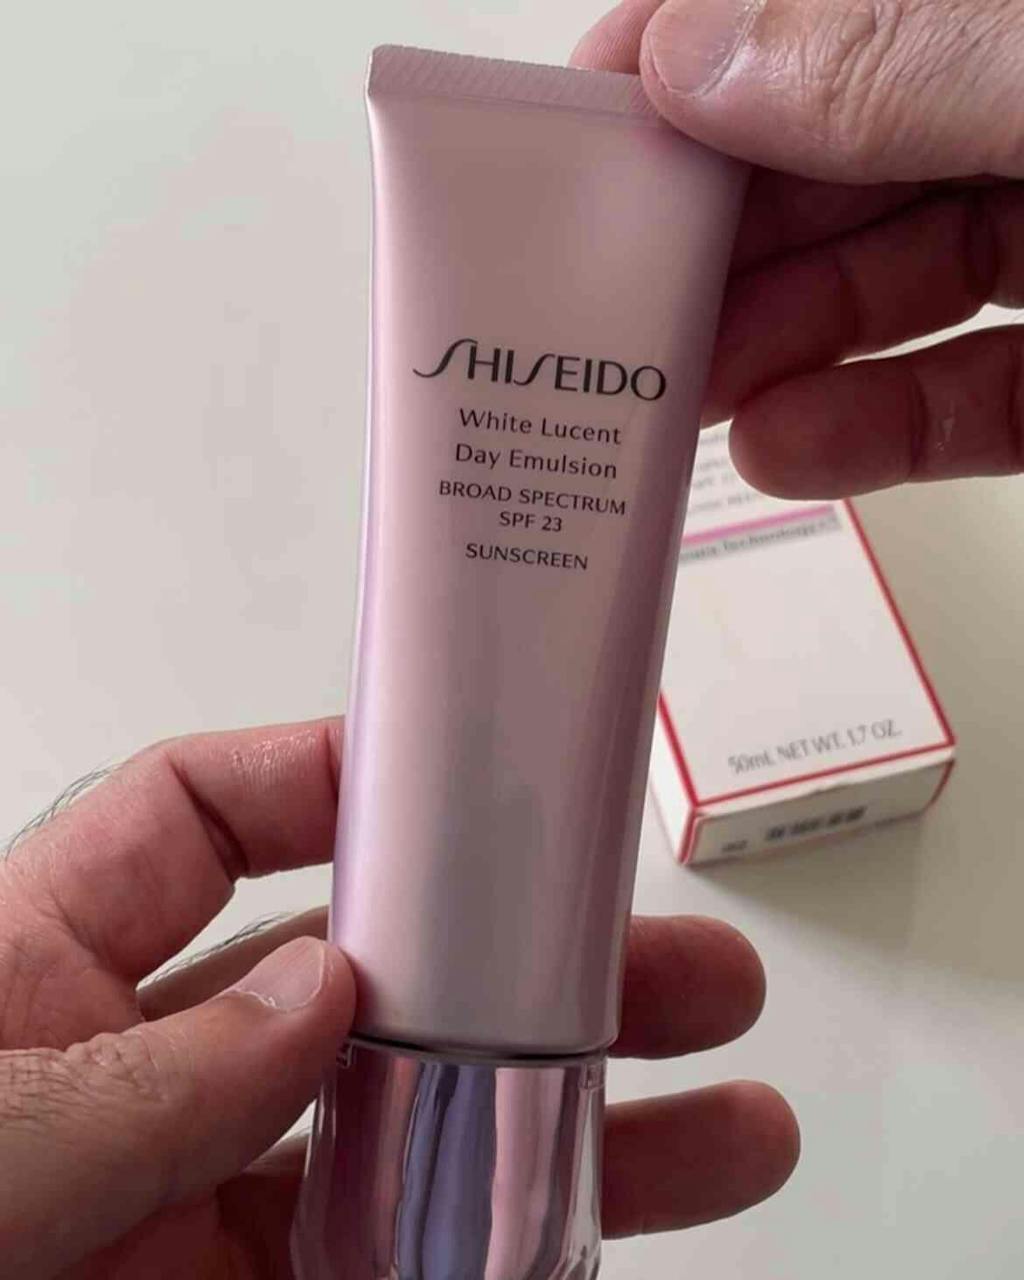 SHISEIDO
White Lucent
Day Emulsion
BROAD SPECTRUM
SPF 23
SUNSCREEN
50mL NET WT. 1.7 OZ.